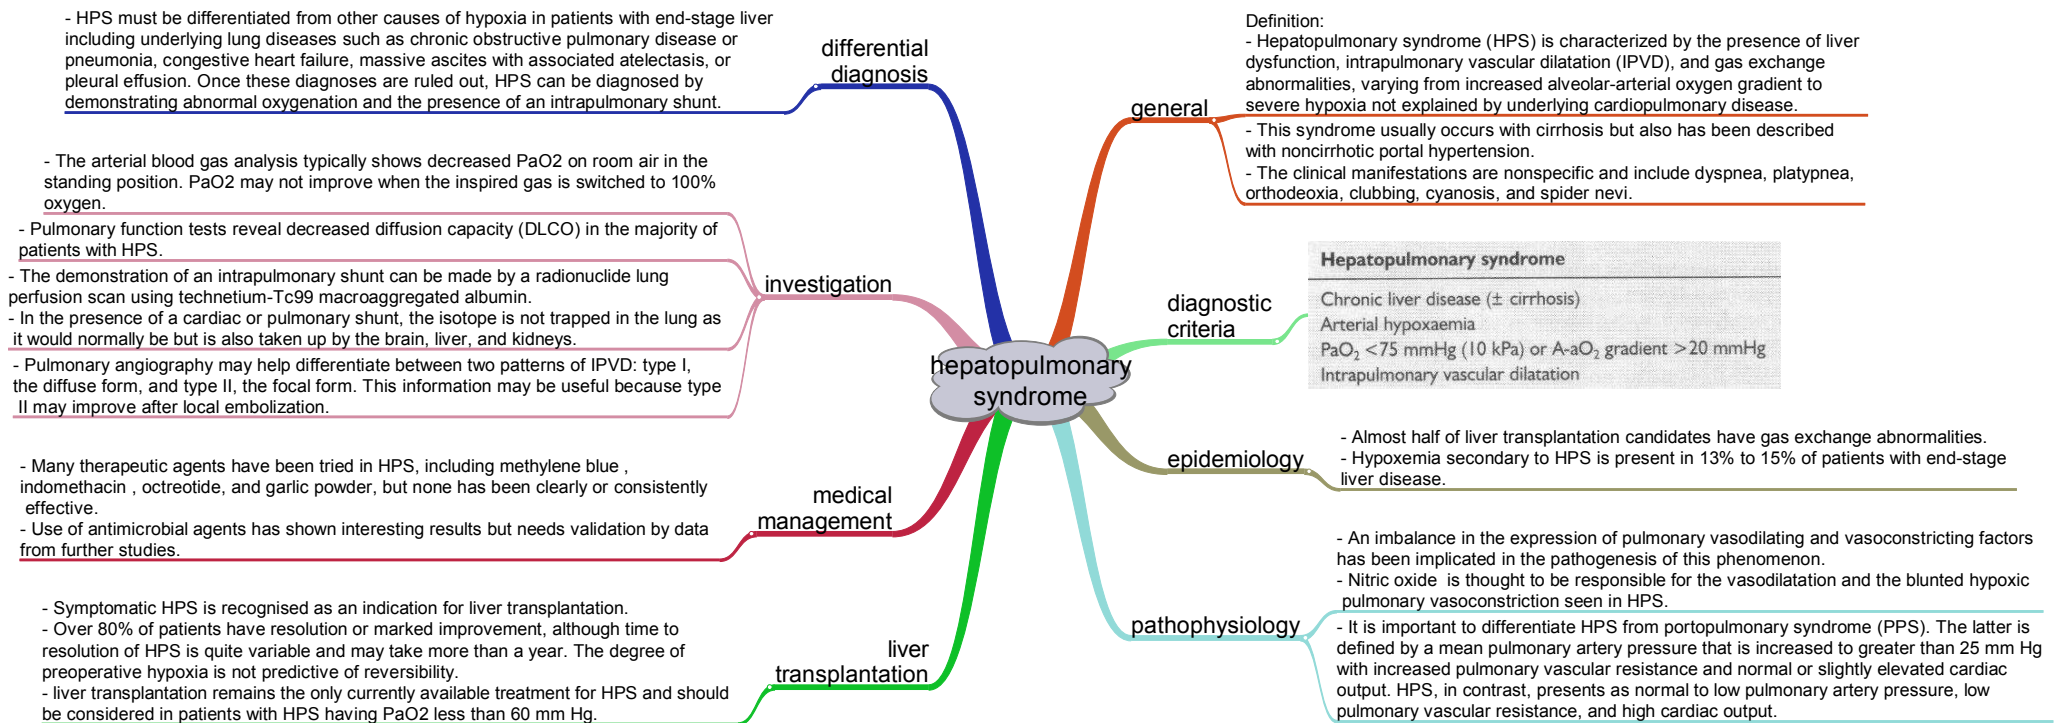 hepatopulmonary
syndrome
general
Definition:
- Hepatopulmonary syndrome (HPS) is characterized by the presence of liver
dysfunction, intrapulmonary vascular dilatation (IPVD), and gas exchange
abnormalities, varying from increased alveolar-arterial oxygen gradient to
severe hypoxia not explained by underlying cardiopulmonary disease.
- This syndrome usually occurs with cirrhosis but also has been described
with noncirrhotic portal hypertension.
- The clinical manifestations are nonspecific and include dyspnea, platypnea,
orthodeoxia, clubbing, cyanosis, and spider nevi.
diagnostic
criteria
Hepatopulmonary syndrome
Chronic liver disease (± cirrhosis)
Arterial hypoxaemia
PaO₂ <75 mmHg (10 kPa) or A-aO₂ gradient >20 mmHg
Intrapulmonary vascular dilatation
epidemiology
- Almost half of liver transplantation candidates have gas exchange abnormalities.
- Hypoxemia secondary to HPS is present in 13% to 15% of patients with end-stage
liver disease.
pathophysiology
- An imbalance in the expression of pulmonary vasodilating and vasoconstricting factors
has been implicated in the pathogenesis of this phenomenon.
- Nitric oxide  is thought to be responsible for the vasodilatation and the blunted hypoxic
pulmonary vasoconstriction seen in HPS.
- It is important to differentiate HPS from portopulmonary syndrome (PPS). The latter is
defined by a mean pulmonary artery pressure that is increased to greater than 25 mm Hg
with increased pulmonary vascular resistance and normal or slightly elevated cardiac
output. HPS, in contrast, presents as normal to low pulmonary artery pressure, low
pulmonary vascular resistance, and high cardiac output.
differential
diagnosis
- HPS must be differentiated from other causes of hypoxia in patients with end-stage liver
including underlying lung diseases such as chronic obstructive pulmonary disease or
pneumonia, congestive heart failure, massive ascites with associated atelectasis, or
pleural effusion. Once these diagnoses are ruled out, HPS can be diagnosed by
demonstrating abnormal oxygenation and the presence of an intrapulmonary shunt.
investigation
- The arterial blood gas analysis typically shows decreased PaO2 on room air in the
standing position. PaO2 may not improve when the inspired gas is switched to 100%
oxygen.
- Pulmonary function tests reveal decreased diffusion capacity (DLCO) in the majority of
patients with HPS.
- The demonstration of an intrapulmonary shunt can be made by a radionuclide lung
perfusion scan using technetium-Tc99 macroaggregated albumin.
- In the presence of a cardiac or pulmonary shunt, the isotope is not trapped in the lung as
it would normally be but is also taken up by the brain, liver, and kidneys.
- Pulmonary angiography may help differentiate between two patterns of IPVD: type I,
the diffuse form, and type II, the focal form. This information may be useful because type
II may improve after local embolization.
medical
management
- Many therapeutic agents have been tried in HPS, including methylene blue ,
indomethacin , octreotide, and garlic powder, but none has been clearly or consistently
effective.
- Use of antimicrobial agents has shown interesting results but needs validation by data
from further studies.
liver
transplantation
- Symptomatic HPS is recognised as an indication for liver transplantation.
- Over 80% of patients have resolution or marked improvement, although time to
resolution of HPS is quite variable and may take more than a year. The degree of
preoperative hypoxia is not predictive of reversibility.
- liver transplantation remains the only currently available treatment for HPS and should
be considered in patients with HPS having PaO2 less than 60 mm Hg.